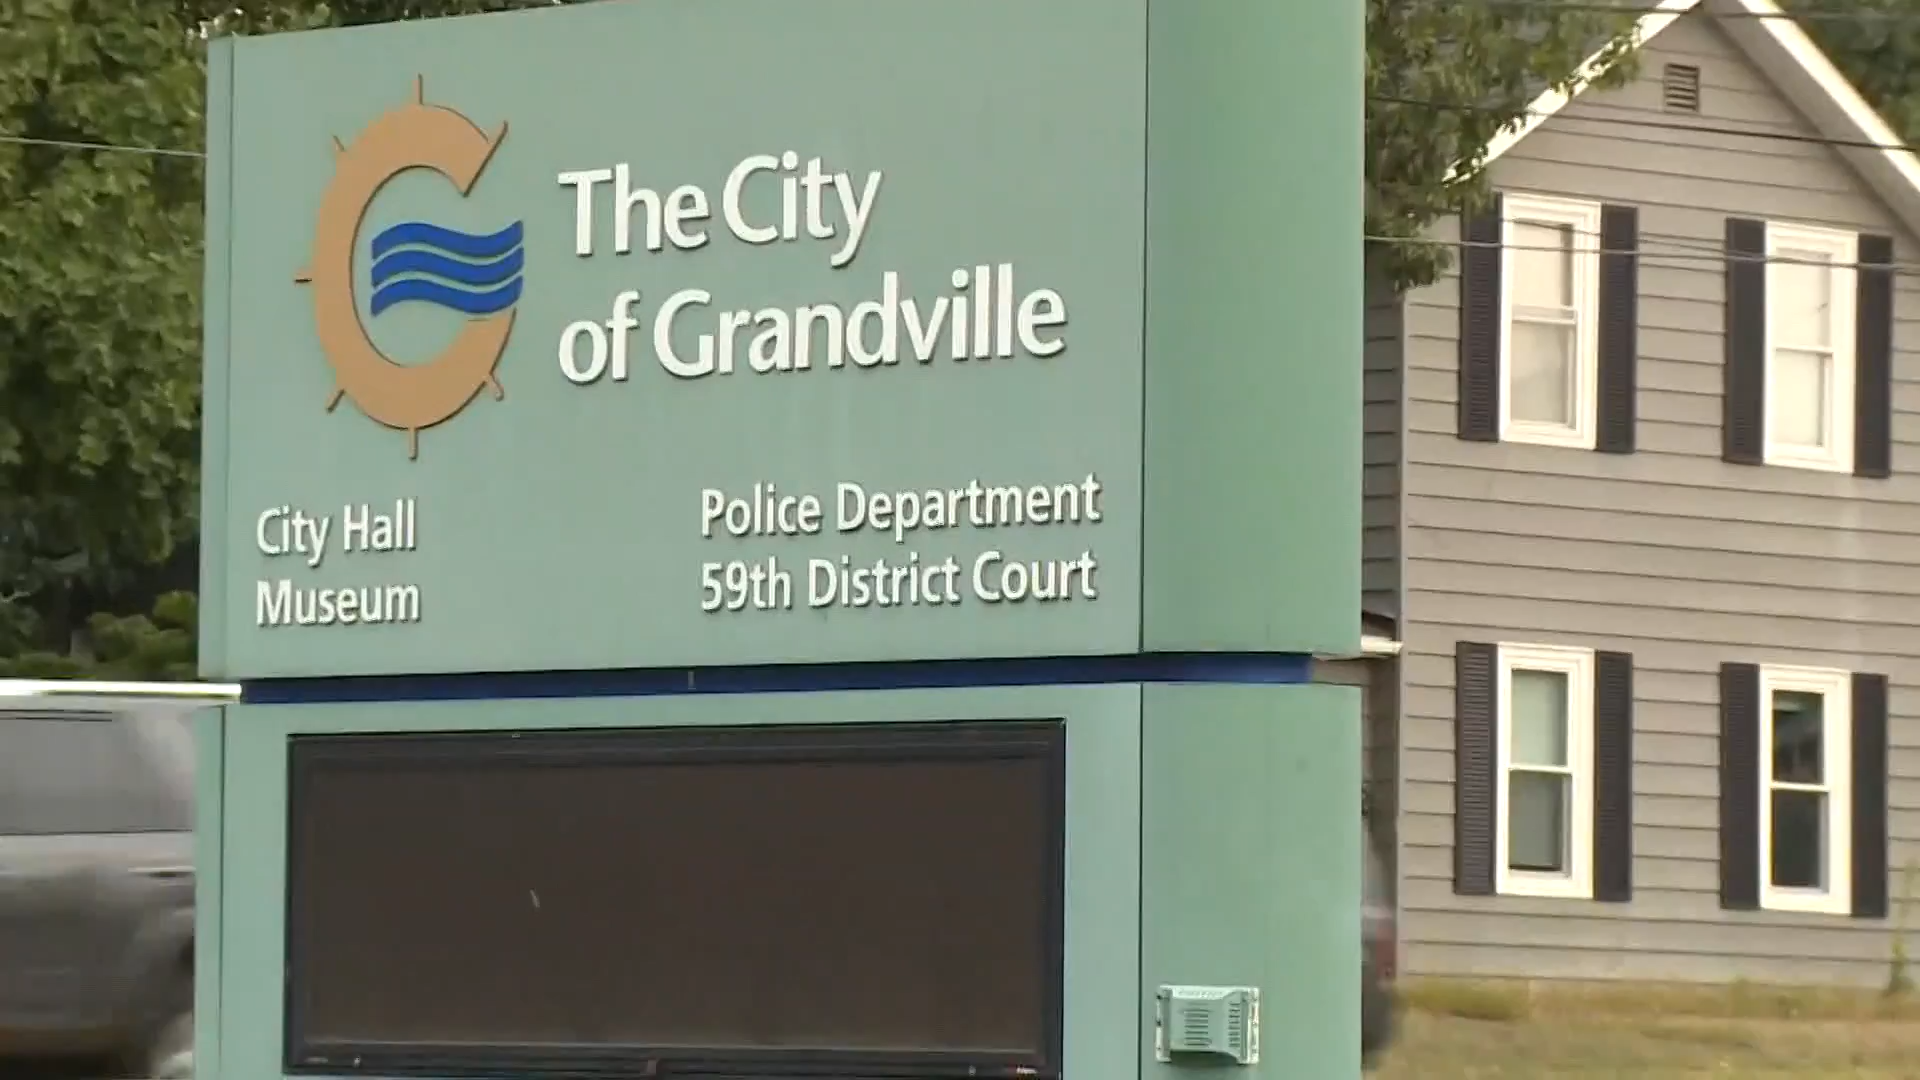 The City
of Grandville
City Hall
Museum
Police Department
59th District Court